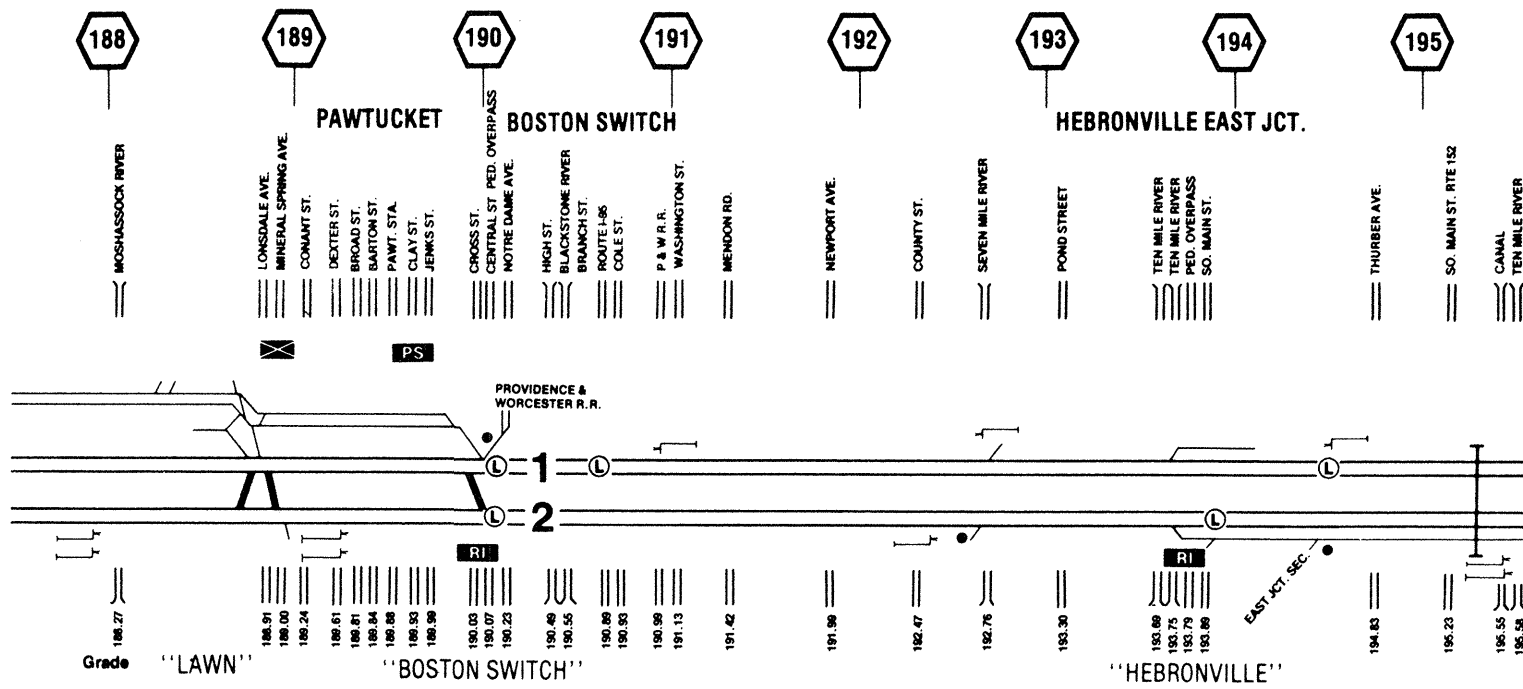 188
189
190
191
192
193
194
195
PAWTUCKET
BOSTON SWITCH
HEBRONVILLE EAST JCT.
MOSHASSOCK RIVER
LONSDALE AVE.
MINERAL SPRING AVE.
CONANT ST.
DEXTER ST.
BROAD ST.
BARTON ST.
PAWT. STA.
CLAY ST.
JENKS ST.
CROSS ST.
CENTRAL ST PED. OVERPASS
NOTRE DAME AVE.
HIGH ST.
BLACKSTONE RIVER
BRANCH ST.
ROUTE I-95
COLE ST.
P & W R.R.
WASHINGTON ST.
MENDON RD.
NEWPORT AVE.
COUNTY ST.
SEVEN MILE RIVER
POND STREET
TEN MILE RIVER
TEN MILE RIVER
PED. OVERPASS
SO. MAIN ST.
THURBER AVE.
SO. MAIN ST. RTE 152
CANAL
TEN MILE RIVER
PS
PROVIDENCE &
WORCESTER R.R.
L
1
L
L
L
2
L
RI
RI
EAST JCT. SEC.
188.27
188.91
189.00
189.24
189.61
189.81
189.84
189.88
189.93
189.99
190.03
190.07
190.23
190.49
190.55
190.89
190.93
190.99
191.13
191.42
191.99
192.47
192.76
193.30
193.69
193.75
193.79
193.89
194.83
195.23
195.55
195.58
Grade
"LAWN"
"BOSTON SWITCH"
"HEBRONVILLE"